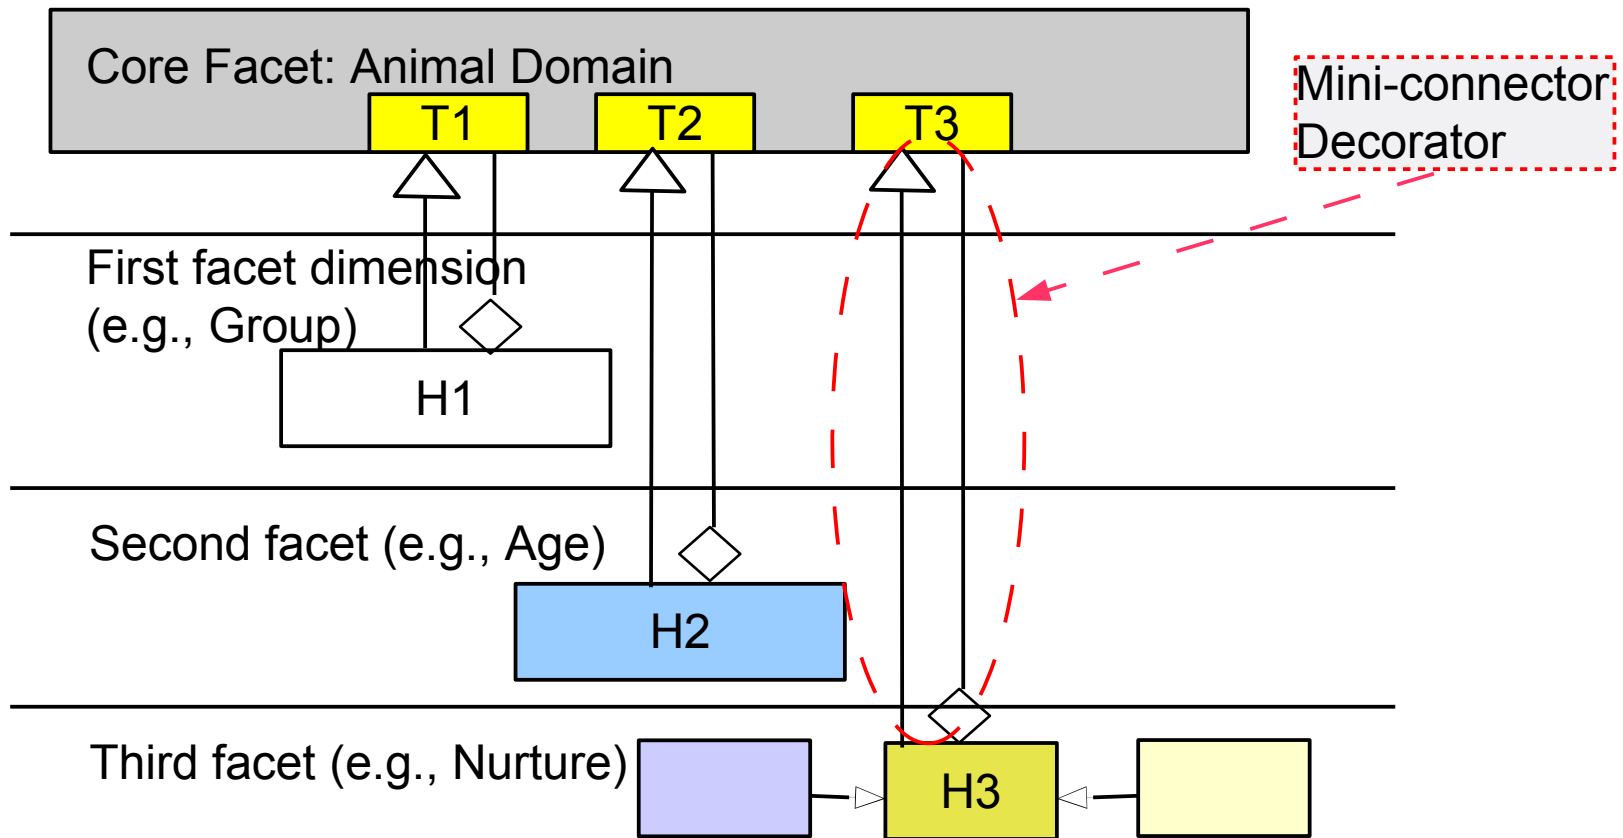 Core Facet: Animal Domain
T1
T2
T3
Mini-connector
Decorator
First facet dimension
(e.g., Group)
H1
Second facet (e.g., Age)
H2
Third facet (e.g., Nurture)
H3